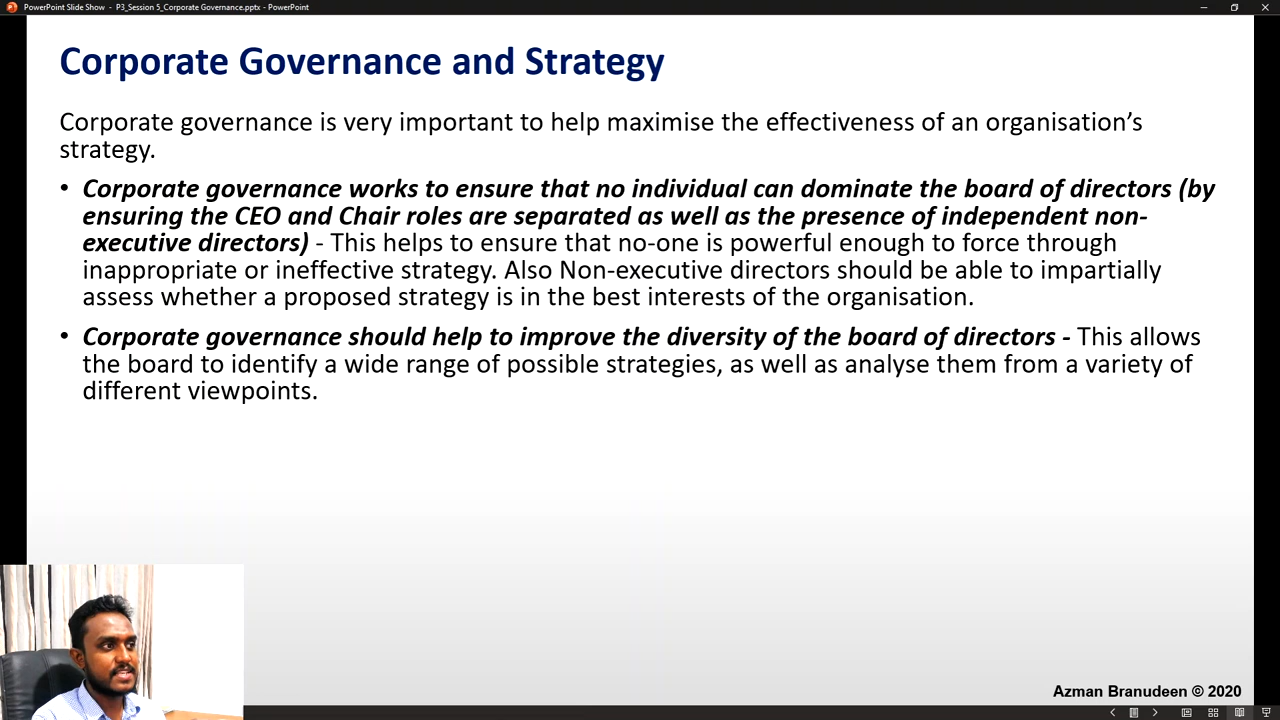 PowerPoint Slide Show - P3_Session 5_Corporate Governance.pptx - PowerPoint
Corporate Governance and Strategy
Corporate governance is very important to help maximise the effectiveness of an organisation’s
strategy.
• Corporate governance works to ensure that no individual can dominate the board of directors (by
ensuring the CEO and Chair roles are separated as well as the presence of independent non-
executive directors) - This helps to ensure that no-one is powerful enough to force through
inappropriate or ineffective strategy. Also Non-executive directors should be able to impartially
assess whether a proposed strategy is in the best interests of the organisation.
• Corporate governance should help to improve the diversity of the board of directors - This allows
the board to identify a wide range of possible strategies, as well as analyse them from a variety of
different viewpoints.
Azman Branudeen © 2020